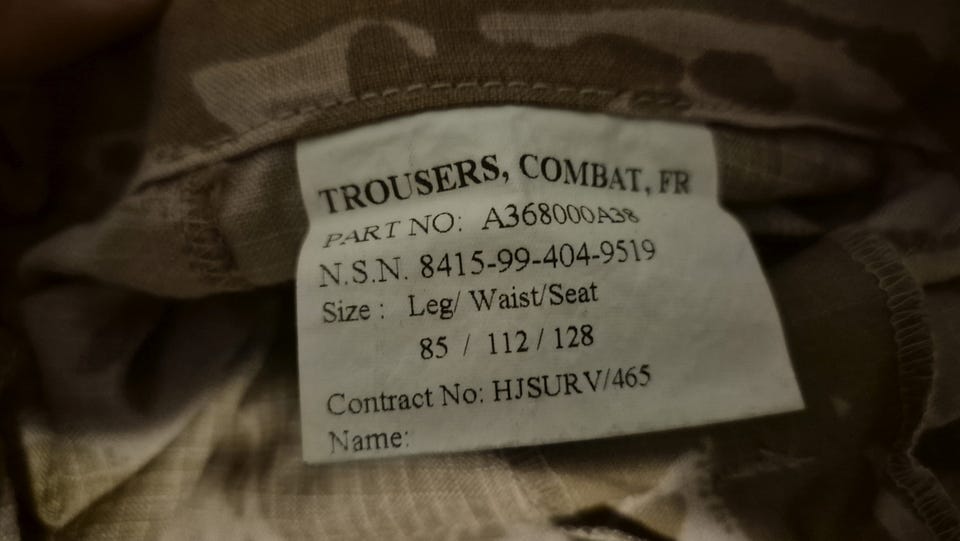 TROUSERS, COMBAT, FR
PART NO: A368000A38
N.S.N. 8415-99-404-9519
Size : Leg/ Waist/Seat
85 / 112 / 128
Contract No: HJSURV/465
Name: